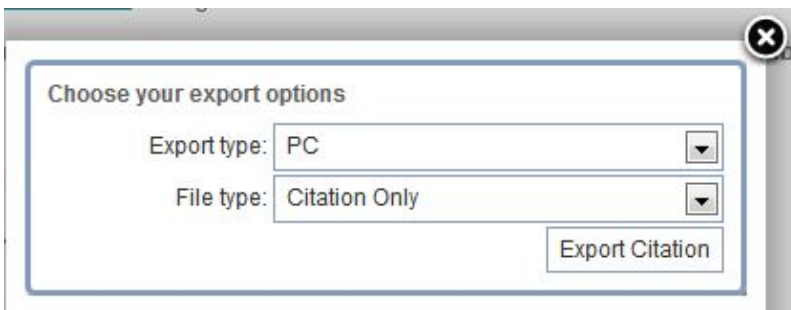 Choose your export options
Export type: PC
File type: Citation Only
Export Citation